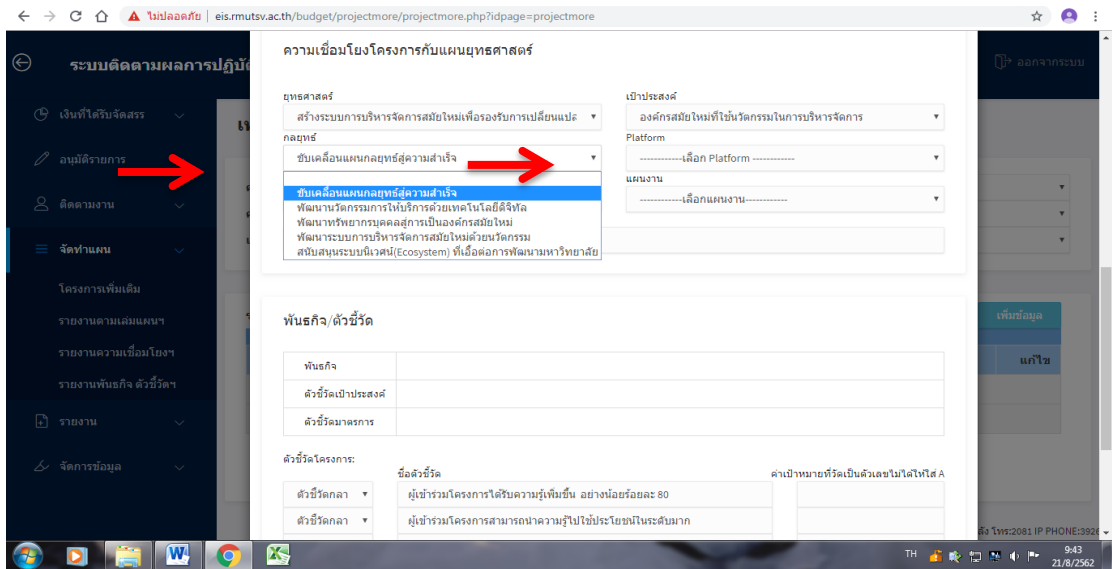 ไม่ปลอดภัย | eis.rmutsv.ac.th/budget/projectmore/projectmore.php?idpage=projectmore
ระบบติดตามผลการปฏิบัติ
ออกจากระบบ
เงินที่ได้รับจัดสรร
อนุมัติรายการ
ติดตามงาน
จัดทำแผน
โครงการเพิ่มเติม
รายงานตามเล่มแผนฯ
รายงานความเชื่อมโยงฯ
รายงานพันธกิจ ตัวชี้วัดฯ
รายงาน
จัดการข้อมูล
ความเชื่อมโยงโครงการกับแผนยุทธศาสตร์
ยุทธศาสตร์
เป้าประสงค์
สร้างระบบการบริหารจัดการสมัยใหม่เพื่อรองรับการเปลี่ยนแปล
องค์กรสมัยใหม่ที่ใช้นวัตกรรมในการบริหารจัดการ
กลยุทธ์
Platform
ขับเคลื่อนแผนกลยุทธ์สู่ความสำเร็จ
------------เลือก Platform ------------
แผนงาน
------------เลือกแผนงาน------------
ขับเคลื่อนแผนกลยุทธ์สู่ความสำเร็จ
พัฒนานวัตกรรมการให้บริการด้วยเทคโนโลยีดิจิทัล
พัฒนาทรัพยากรบุคคลสู่การเป็นองค์กรสมัยใหม่
พัฒนาระบบการบริหารจัดการสมัยใหม่ด้วยนวัตกรรม
สนับสนุนระบบนิเวศน์(Ecosystem) ที่เอื้อต่อการพัฒนามหาวิทยาลัย
พันธกิจ/ตัวชี้วัด
เพิ่มข้อมูล
แก้ไข
พันธกิจ
ตัวชี้วัดเป้าประสงค์
ตัวชี้วัดมาตรการ
ตัวชี้วัดโครงการ:
ชื่อตัวชี้วัด
ค่าเป้าหมายที่วัดเป็นตัวเลขไม่ได้ให้ใส่ A
ตัวชี้วัดกลา
ผู้เข้าร่วมโครงการได้รับความรู้เพิ่มขึ้น อย่างน้อยร้อยละ 80
ตัวชี้วัดกลา
ผู้เข้าร่วมโครงการสามารถนำความรู้ไปใช้ประโยชน์ในระดับมาก
โทร:2081 IP PHONE:3926
TH
9:43
21/8/2562